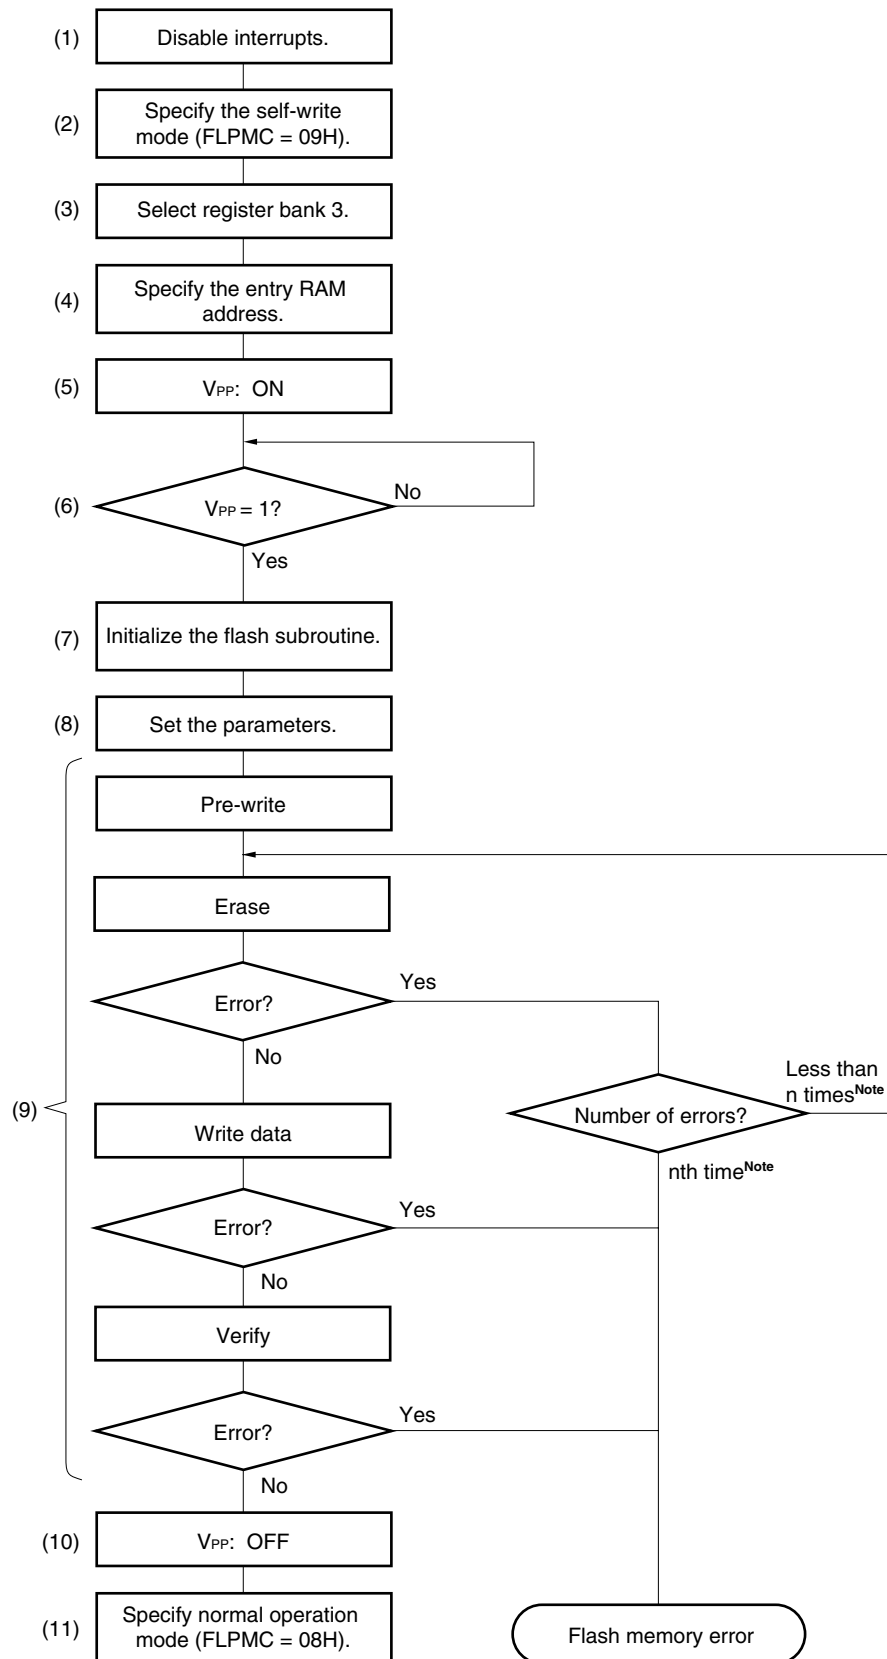 (1) Disable interrupts.
(2) Specify the self-write
mode (FLPMC = 09H).
(3) Select register bank 3.
(4) Specify the entry RAM
address.
(5) VPP: ON
(6) VPP = 1?
No
Yes
(7) Initialize the flash subroutine.
(8) Set the parameters.
(9)
Pre-write
Erase
Error?
Yes
No
Number of errors?
Less than
n timesNote
nth timeNote
Write data
Error?
Yes
No
Verify
Error?
Yes
No
(10) VPP: OFF
(11) Specify normal operation
mode (FLPMC = 08H).
Flash memory error